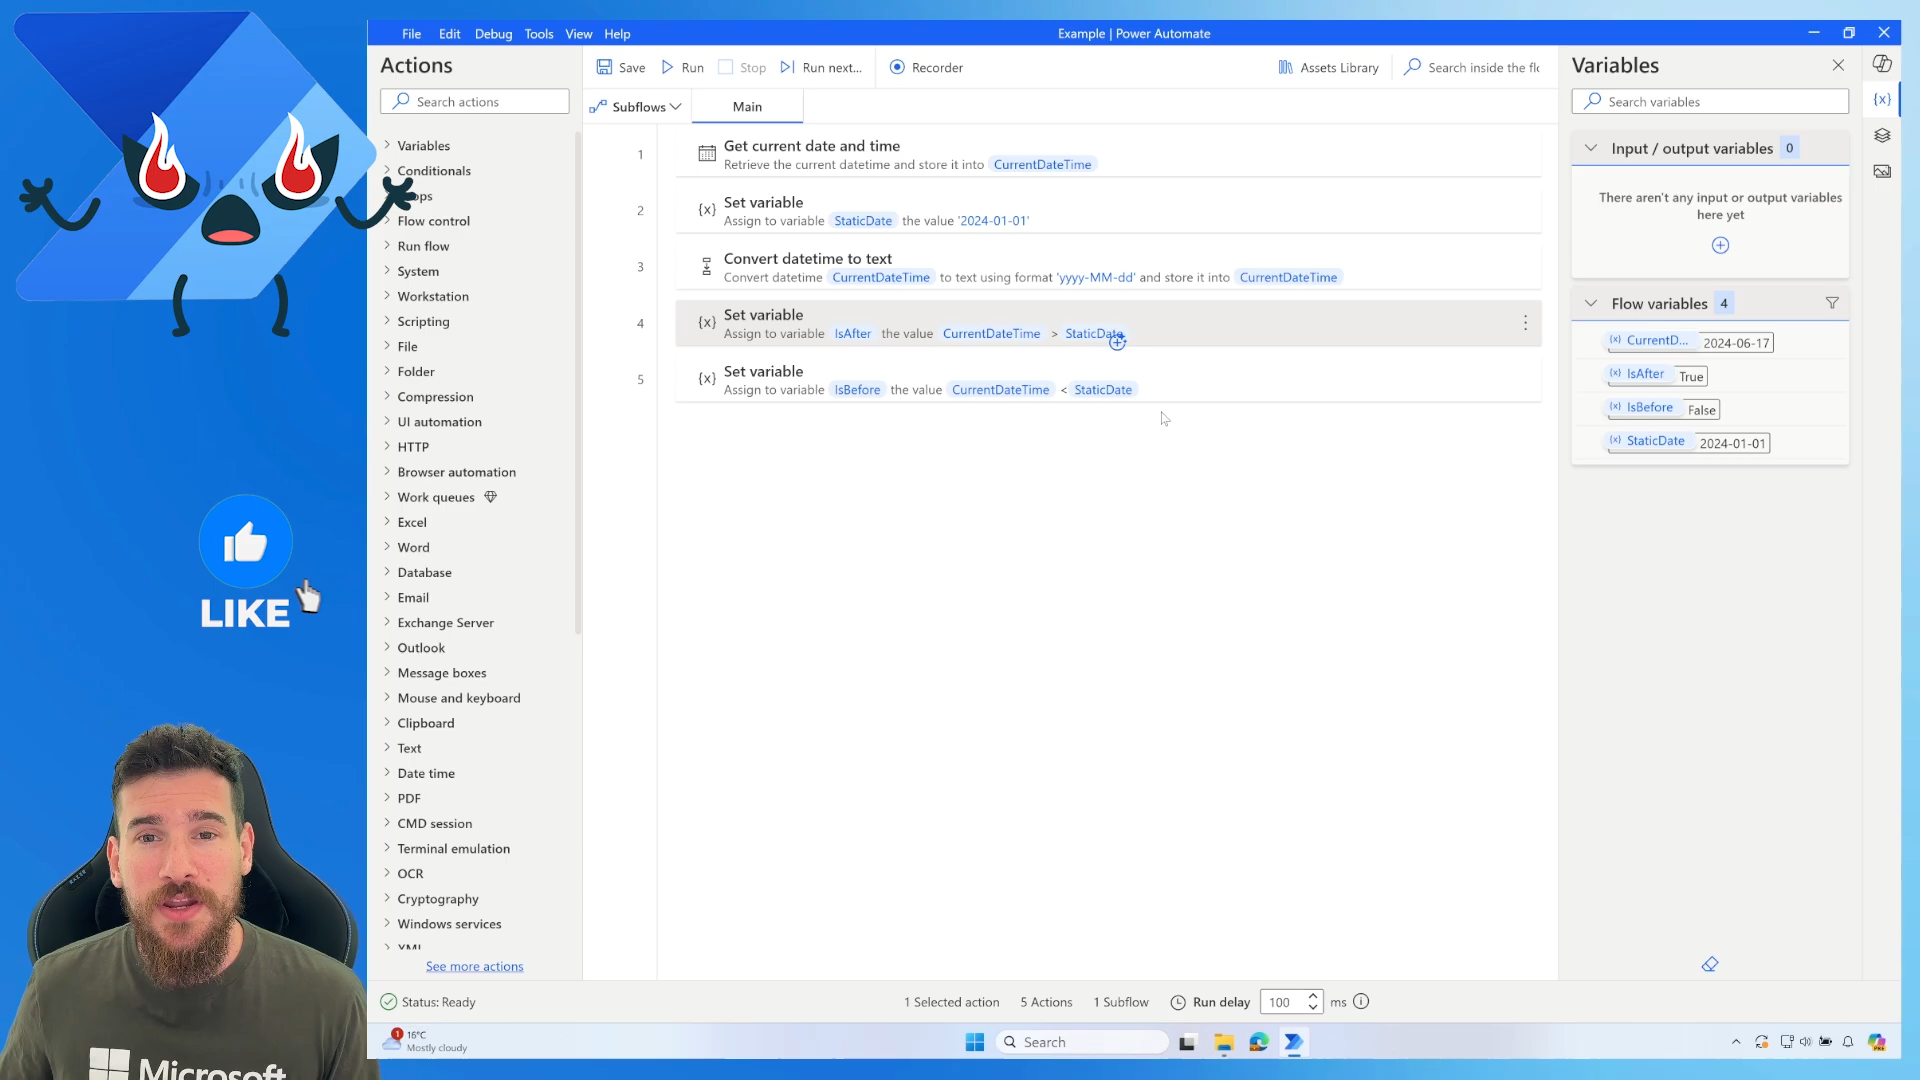 File Edit Debug Tools View Help
Example | Power Automate
Actions
Search actions
Variables
Conditionals
ops
Flow control
Run flow
System
Workstation
Scripting
File
Folder
Compression
UI automation
HTTP
Browser automation
Work queues
Excel
Word
Database
Email
Exchange Server
Outlook
Message boxes
Mouse and keyboard
Clipboard
Text
Date time
PDF
CMD session
Terminal emulation
OCR
Cryptography
Windows services
XML
See more actions
Save Run Stop Run next... Recorder
Assets Library Search inside the flo
Subflows Main
1 Get current date and time
Retrieve the current datetime and store it into CurrentDateTime
2 {x} Set variable
Assign to variable StaticDate the value '2024-01-01'
3 Convert datetime to text
Convert datetime CurrentDateTime to text using format 'yyyy-MM-dd' and store it into CurrentDateTime
4 {x} Set variable
Assign to variable IsAfter the value CurrentDateTime > StaticDate
5 {x} Set variable
Assign to variable IsBefore the value CurrentDateTime < StaticDate
Variables
Search variables
{x}
Input / output variables 0
There aren't any input or output variables
here yet
Flow variables 4
(x) CurrentD... 2024-06-17
(x) IsAfter True
(x) IsBefore False
(x) StaticDate 2024-01-01
LIKE
RAZER
Microsoft
Status: Ready
1 Selected action 5 Actions 1 Subflow Run delay 100 ms
1 16°C
Mostly cloudy
Search
PRE